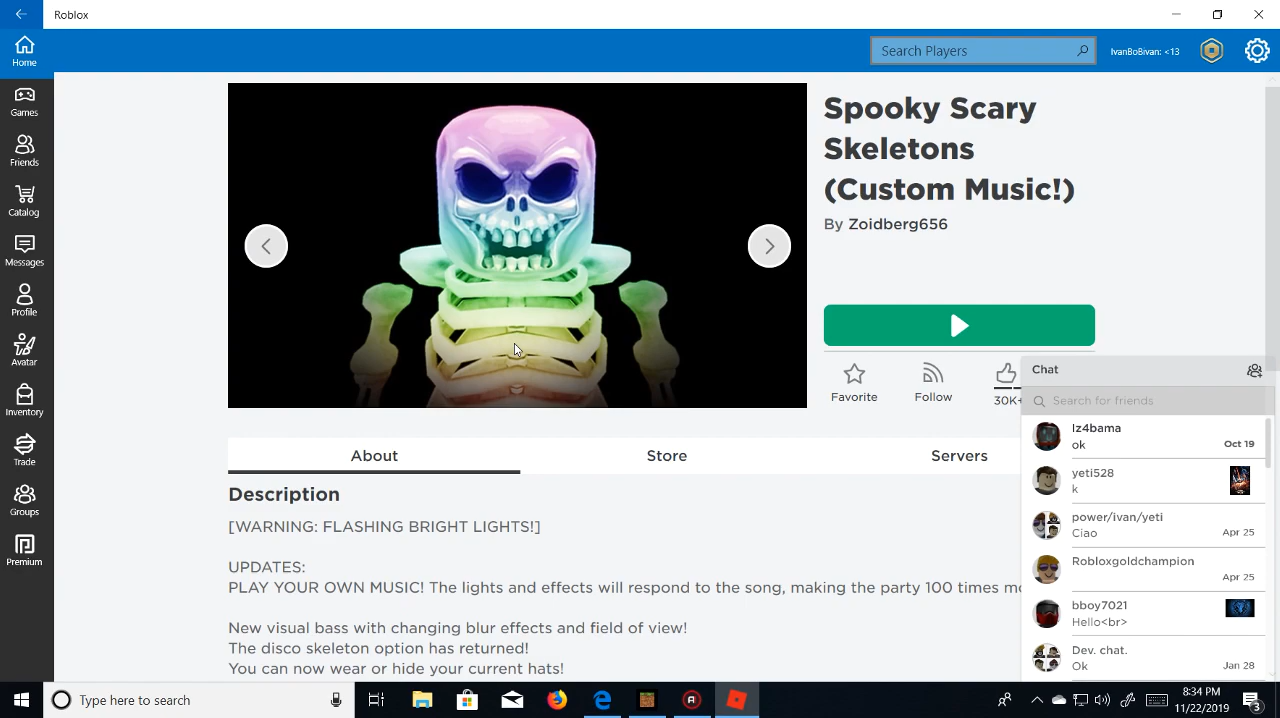 Roblox
Home
Search Players
IvanBoBivan: <13
Games
Friends
Catalog
Messages
Profile
Avatar
Inventory
Trade
Groups
Premium
Spooky Scary
Skeletons
(Custom Music!)
By Zoidberg656
Favorite
Follow
30K+
About
Store
Servers
Description
[WARNING: FLASHING BRIGHT LIGHTS!]
UPDATES:
PLAY YOUR OWN MUSIC! The lights and effects will respond to the song, making the party 100 times
New visual bass with changing blur effects and field of view!
The disco skeleton option has returned!
You can now wear or hide your current hats!
Chat
Search for friends
Iz4bama
ok
Oct 19
yeti528
k
power/ivan/yeti
Ciao
Apr 25
Robloxgoldchampion
Apr 25
bboy7021
Hello<br>
Dev. chat.
Ok
Jan 28
Type here to search
8:34 PM
11/22/2019
3